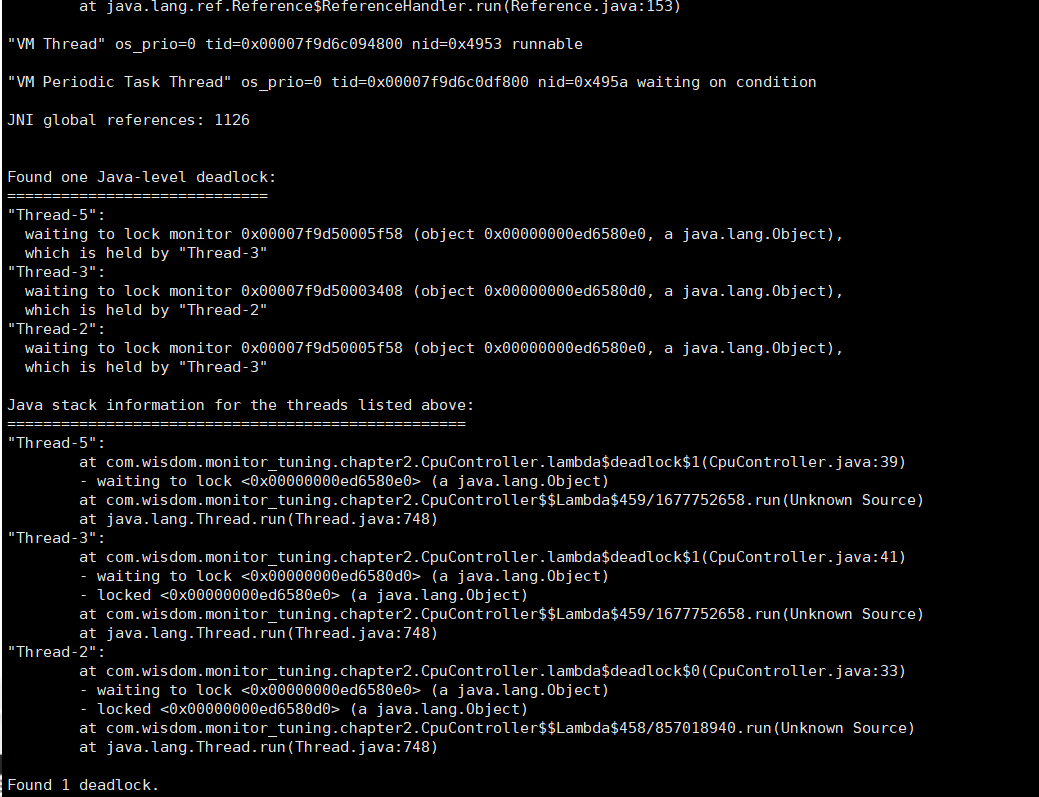 at java.lang.ref.Reference$ReferenceHandler.run(Reference.java:153)
"VM Thread" os_prio=0 tid=0x00007f9d6c094800 nid=0x4953 runnable
"VM Periodic Task Thread" os_prio=0 tid=0x00007f9d6c0df800 nid=0x495a waiting on condition
JNI global references: 1126
Found one Java-level deadlock:
=============================
"Thread-5":
  waiting to lock monitor 0x00007f9d50005f58 (object 0x00000000ed6580e0, a java.lang.Object),
  which is held by "Thread-3"
"Thread-3":
  waiting to lock monitor 0x00007f9d50003408 (object 0x00000000ed6580d0, a java.lang.Object),
  which is held by "Thread-2"
"Thread-2":
  waiting to lock monitor 0x00007f9d50005f58 (object 0x00000000ed6580e0, a java.lang.Object),
  which is held by "Thread-3"
Java stack information for the threads listed above:
===================================================
"Thread-5":
        at com.wisdom.monitor_tuning.chapter2.CpuController.lambda$deadlock$1(CpuController.java:39)
        - waiting to lock <0x00000000ed6580e0> (a java.lang.Object)
        at com.wisdom.monitor_tuning.chapter2.CpuController$$Lambda$459/1677752658.run(Unknown Source)
        at java.lang.Thread.run(Thread.java:748)
"Thread-3":
        at com.wisdom.monitor_tuning.chapter2.CpuController.lambda$deadlock$1(CpuController.java:41)
        - waiting to lock <0x00000000ed6580d0> (a java.lang.Object)
        - locked <0x00000000ed6580e0> (a java.lang.Object)
        at com.wisdom.monitor_tuning.chapter2.CpuController$$Lambda$459/1677752658.run(Unknown Source)
        at java.lang.Thread.run(Thread.java:748)
"Thread-2":
        at com.wisdom.monitor_tuning.chapter2.CpuController.lambda$deadlock$0(CpuController.java:33)
        - waiting to lock <0x00000000ed6580e0> (a java.lang.Object)
        - locked <0x00000000ed6580d0> (a java.lang.Object)
        at com.wisdom.monitor_tuning.chapter2.CpuController$$Lambda$458/857018940.run(Unknown Source)
        at java.lang.Thread.run(Thread.java:748)
Found 1 deadlock.